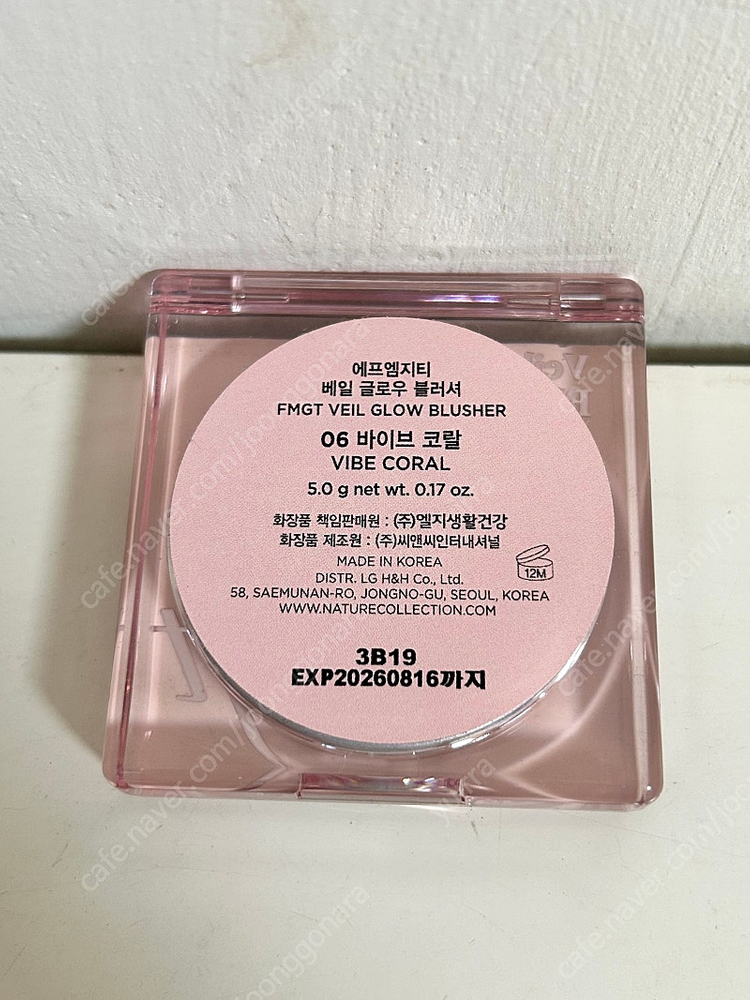 에프엠지티
베일 글로우 블러셔
FMGT VEIL GLOW BLUSHER
06 바이브 코랄
VIBE CORAL
5.0 g net wt. 0.17 oz.
화장품 책임판매원 : (주)엘지생활건강
화장품 제조원 : (주)씨앤씨인터내셔널
MADE IN KOREA
DISTR. LG H&H Co., Ltd.
58, SAEMUNAN-RO, JONGNO-GU, SEOUL, KOREA
WWW.NATURECOLLECTION.COM
12M
3B19
EXP20260816까지
cafe.naver.com/joonggonara